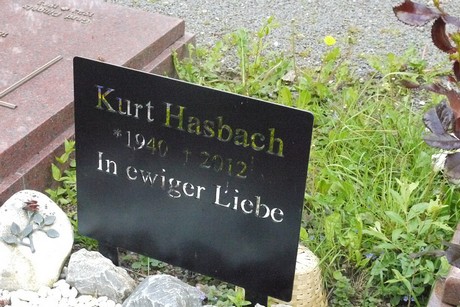 Kurt Hasbach
*1940 †2012
In ewiger Liebe